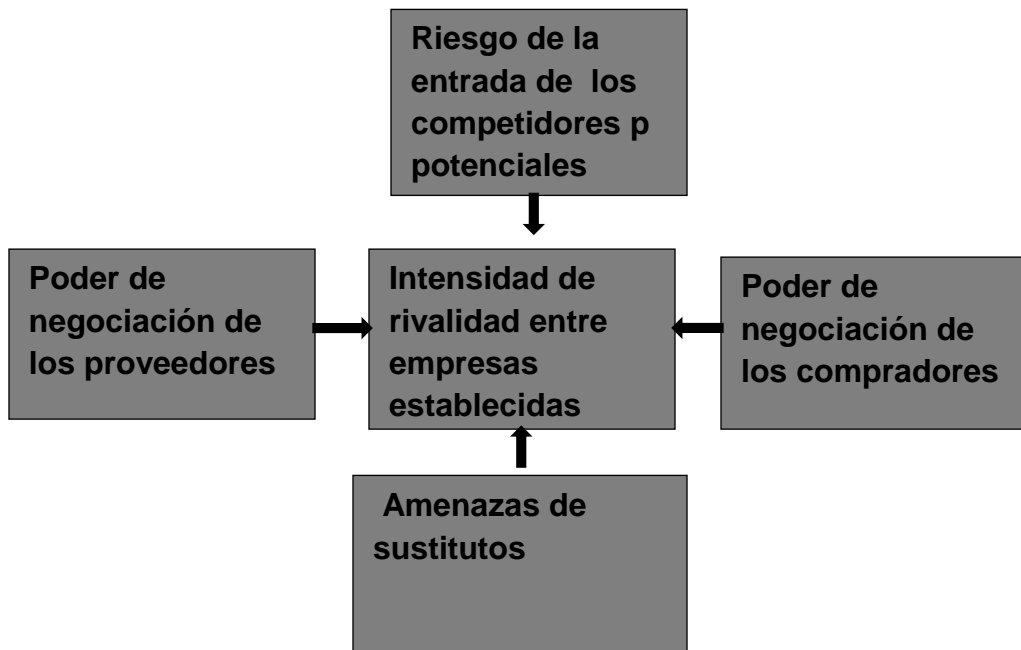 Riesgo de la
entrada de  los
competidores p
potenciales
Poder de
negociación de
los proveedores
Intensidad de
rivalidad entre
empresas
establecidas
Poder de
negociación de
los compradores
Amenazas de
sustitutos